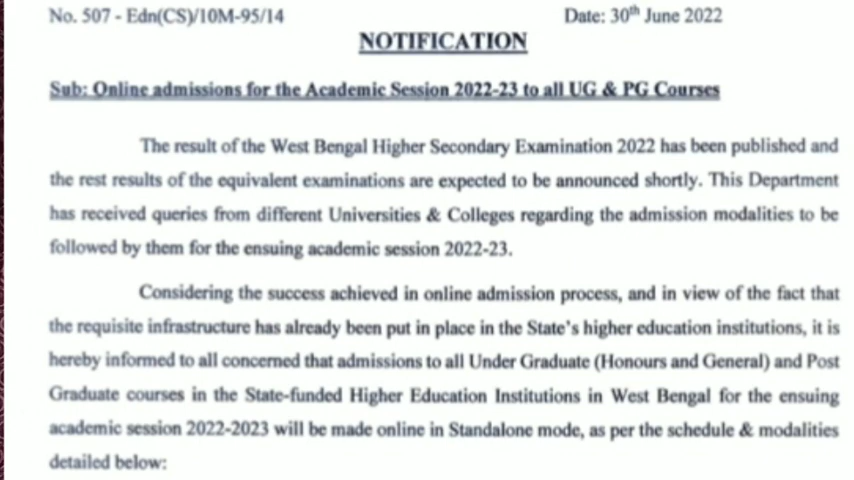 No. 507 - Edn(CS)/10M-95/14 Date: 30th June 2022
NOTIFICATION
Sub: Online admissions for the Academic Session 2022-23 to all UG & PG Courses
The result of the West Bengal Higher Secondary Examination 2022 has been published and
the rest results of the equivalent examinations are expected to be announced shortly. This Department
has received queries from different Universities & Colleges regarding the admission modalities to be
followed by them for the ensuing academic session 2022-23.
Considering the success achieved in online admission process, and in view of the fact that
the requisite infrastructure has already been put in place in the State's higher education institutions, it is
hereby informed to all concerned that admissions to all Under Graduate (Honours and General) and Post
Graduate courses in the State-funded Higher Education Institutions in West Bengal for the ensuing
academic session 2022-2023 will be made online in Standalone mode, as per the schedule & modalities
detailed below: